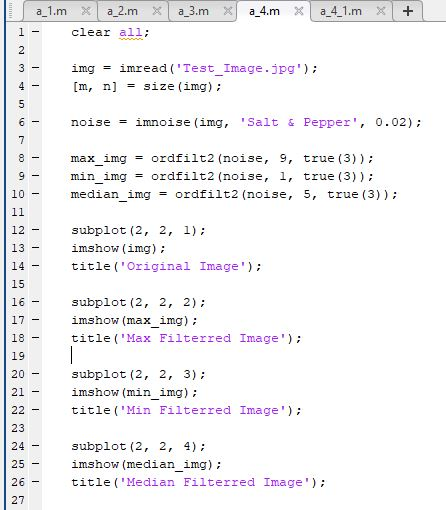 a_1.m × a_2.m × a_3.m × a_4.m × a_4_1.m × +
1 – clear all;
2
3 – img = imread('Test_Image.jpg');
4 – [m, n] = size(img);
5
6 – noise = imnoise(img, 'Salt & Pepper', 0.02);
7
8 – max_img = ordfilt2(noise, 9, true(3));
9 – min_img = ordfilt2(noise, 1, true(3));
10 – median_img = ordfilt2(noise, 5, true(3));
11
12 – subplot(2, 2, 1);
13 – imshow(img);
14 – title('Original Image');
15
16 – subplot(2, 2, 2);
17 – imshow(max_img);
18 – title('Max Filterred Image');
19
20 – subplot(2, 2, 3);
21 – imshow(min_img);
22 – title('Min Filterred Image');
23
24 – subplot(2, 2, 4);
25 – imshow(median_img);
26 – title('Median Filterred Image');
27